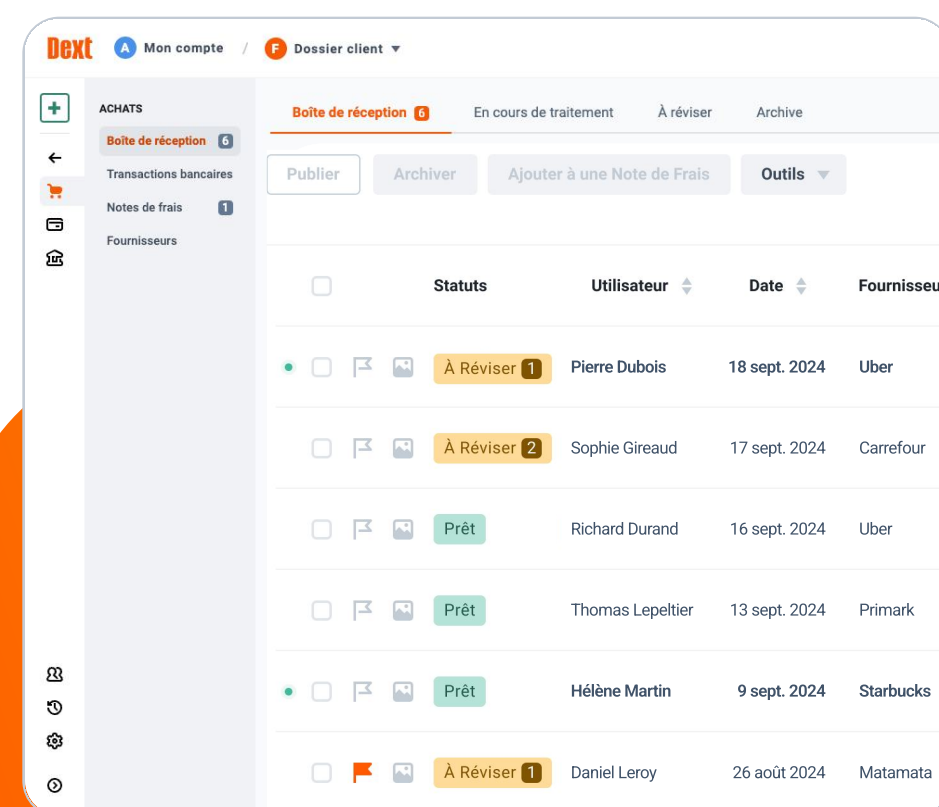 Dext A Mon compte / F Dossier client
ACHATS
Boîte de réception 6
Transactions bancaires
Notes de frais 1
Fournisseurs
Boîte de réception 6 En cours de traitement À réviser Archive
Publier Archiver Ajouter à une Note de Frais Outils
Statuts Utilisateur Date Fournisseu
À Réviser 1 Pierre Dubois 18 sept. 2024 Uber
À Réviser 2 Sophie Gireaud 17 sept. 2024 Carrefour
Prêt Richard Durand 16 sept. 2024 Uber
Prêt Thomas Lepeltier 13 sept. 2024 Primark
Prêt Hélène Martin 9 sept. 2024 Starbucks
À Réviser 1 Daniel Leroy 26 août 2024 Matamata